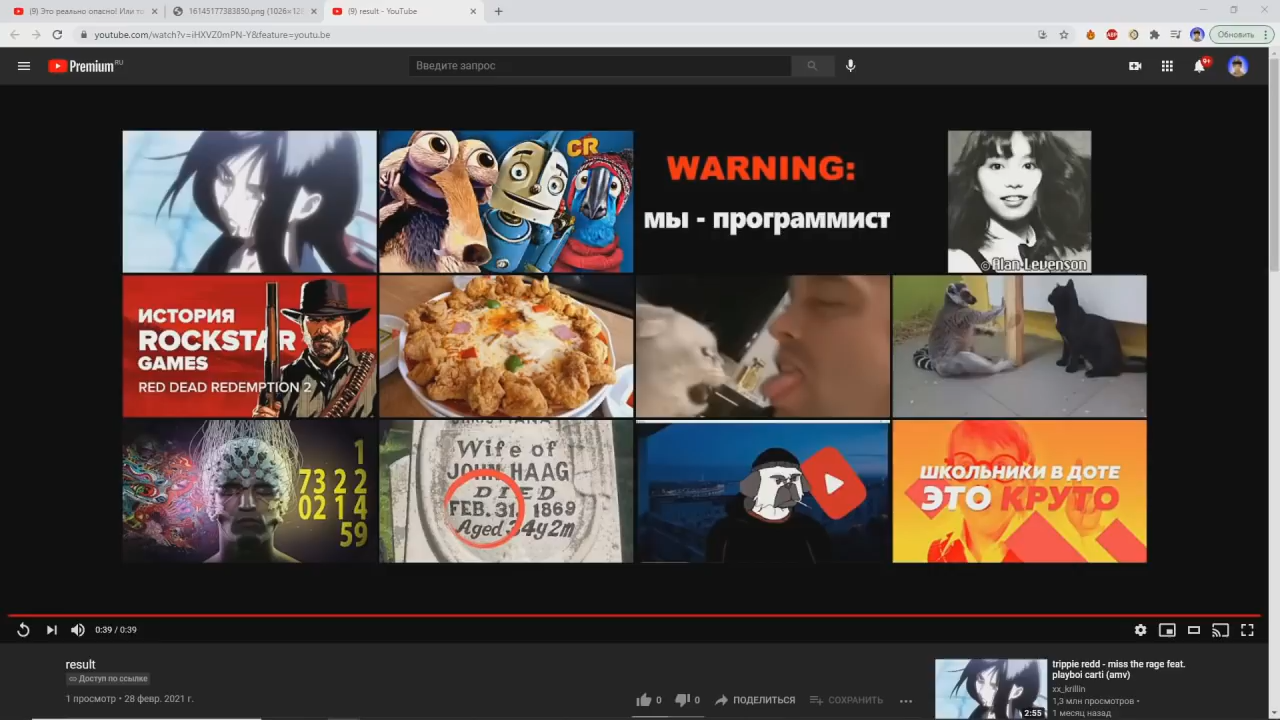 (9) Это реально опасно! Или то
16145177383850.png (1026×12
(9) result - YouTube
youtube.com/watch?v=iHXVZ0mPN-Y&feature=youtu.be
Обновить
Premium RU
Введите запрос
9+
CR
WARNING:
мы - программист
© Alan Levenson
ИСТОРИЯ
ROCKSTAR
GAMES
RED DEAD REDEMPTION 2
Wife of
JOHN HAAG
DIED
FEB. 31, 1869
Aged 34y2m
1
73 2 2
02 1 4
59
ШКОЛЬНИКИ В ДОТЕ
ЭТО КРУТО
0:39 / 0:39
result
Доступ по ссылке
1 просмотр • 28 февр. 2021 г.
0
0
ПОДЕЛИТЬСЯ
СОХРАНИТЬ
trippie redd - miss the rage feat.
playboi carti (amv)
xx_krillin
1,3 млн просмотров •
1 месяц назад
2:55
ABP